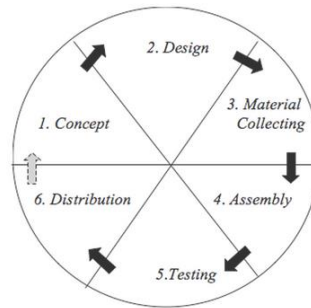 1. Concept
2. Design
3. Material
Collecting
4. Assembly
5.Testing
6. Distribution